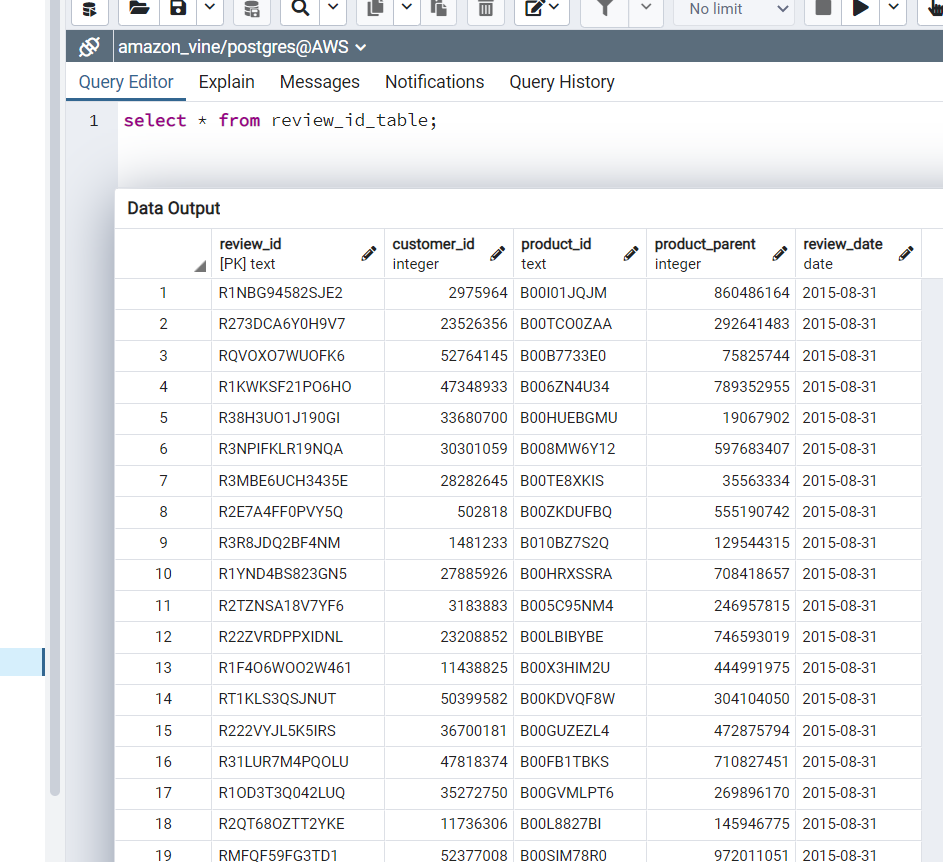 No limit
amazon_vine/postgres@AWS
Query Editor Explain Messages Notifications Query History
1 select * from review_id_table;
Data Output
review_id customer_id product_id product_parent review_date
[PK] text integer text integer date
1 R1NBG94582SJE2 2975964 B00I01JQJM 860486164 2015-08-31
2 R273DCA6Y0H9V7 23526356 B00TCO0ZAA 292641483 2015-08-31
3 RQVOXO7WUOFK6 52764145 B00B7733E0 75825744 2015-08-31
4 R1KWKSF21PO6HO 47348933 B006ZN4U34 789352955 2015-08-31
5 R38H3UO1J190GI 33680700 B00HUEBGMU 19067902 2015-08-31
6 R3NPIFKLR19NQA 30301059 B008MW6Y12 597683407 2015-08-31
7 R3MBE6UCH3435E 28282645 B00TE8XKIS 35563334 2015-08-31
8 R2E7A4FF0PVY5Q 502818 B00ZKDUFBQ 555190742 2015-08-31
9 R3R8JDQ2BF4NM 1481233 B010BZ7S2Q 129544315 2015-08-31
10 R1YND4BS823GN5 27885926 B00HRXSSRA 708418657 2015-08-31
11 R2TZNSA18V7YF6 3183883 B005C95NM4 246957815 2015-08-31
12 R22ZVRDPPXIDNL 23208852 B00LBIBYBE 746593019 2015-08-31
13 R1F4O6WOO2W461 11438825 B00X3HIM2U 444991975 2015-08-31
14 RT1KLS3QSJNUT 50399582 B00KDVQF8W 304104050 2015-08-31
15 R222VYJL5K5IRS 36700181 B00GUZEZL4 472875794 2015-08-31
16 R31LUR7M4PQOLU 47818374 B00FB1TBKS 710827451 2015-08-31
17 R1OD3T3Q042LUQ 35272750 B00GVMLPT6 269896170 2015-08-31
18 R2QT68OZTT2YKE 11736306 B00L8827BI 145946775 2015-08-31
19 RMFQF59FG3TD1 52377008 B00SIM78R0 972011051 2015-08-31